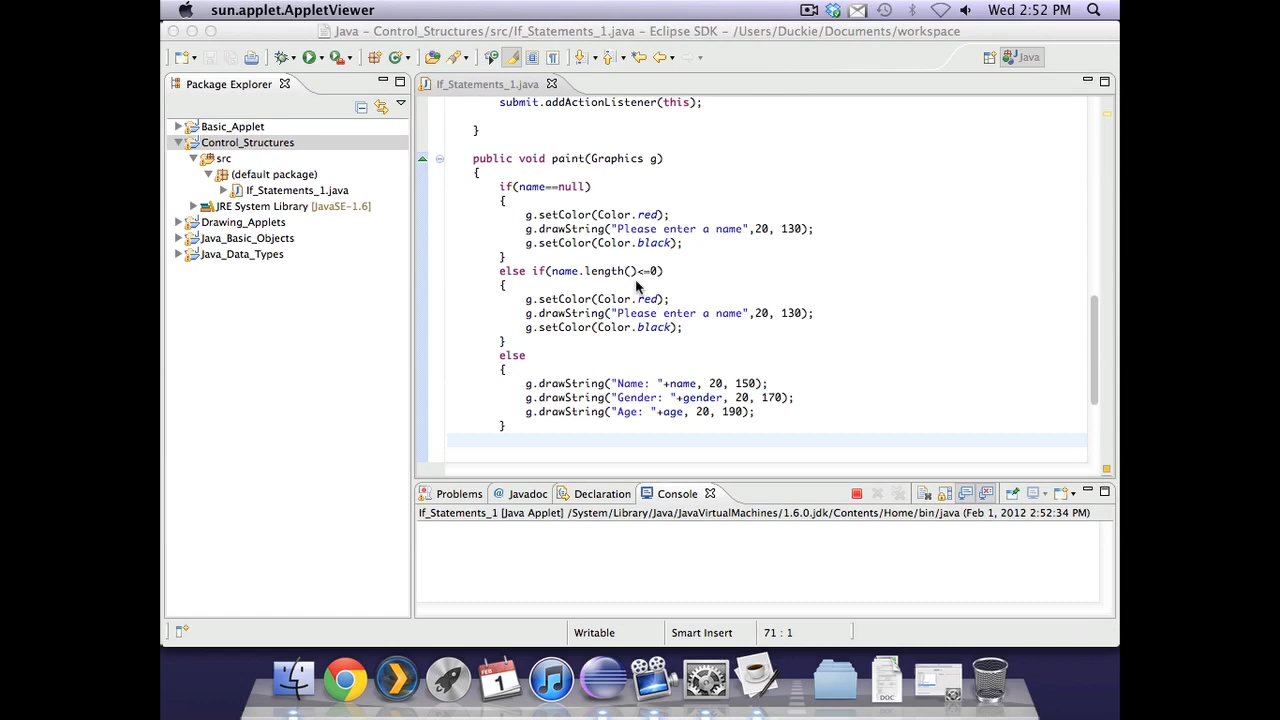 sun.applet.AppletViewer
Wed 2:52 PM
Java – Control_Structures/src/If_Statements_1.java – Eclipse SDK – /Users/Duckie/Documents/workspace
Java
Package Explorer
If_Statements_1.java
Basic_Applet
Control_Structures
src
(default package)
If_Statements_1.java
JRE System Library [JavaSE-1.6]
Drawing_Applets
Java_Basic_Objects
Java_Data_Types
submit.addActionListener(this);
}
public void paint(Graphics g)
{
if(name==null)
{
g.setColor(Color.red);
g.drawString("Please enter a name",20, 130);
g.setColor(Color.black);
}
else if(name.length()<=0)
{
g.setColor(Color.red);
g.drawString("Please enter a name",20, 130);
g.setColor(Color.black);
}
else
{
g.drawString("Name: "+name, 20, 150);
g.drawString("Gender: "+gender, 20, 170);
g.drawString("Age: "+age, 20, 190);
}
Problems
Javadoc
Declaration
Console
If_Statements_1 [Java Applet] /System/Library/Java/JavaVirtualMachines/1.6.0.jdk/Contents/Home/bin/java (Feb 1, 2012 2:52:34 PM)
Writable
Smart Insert
71 : 1
FEB
1
DOC